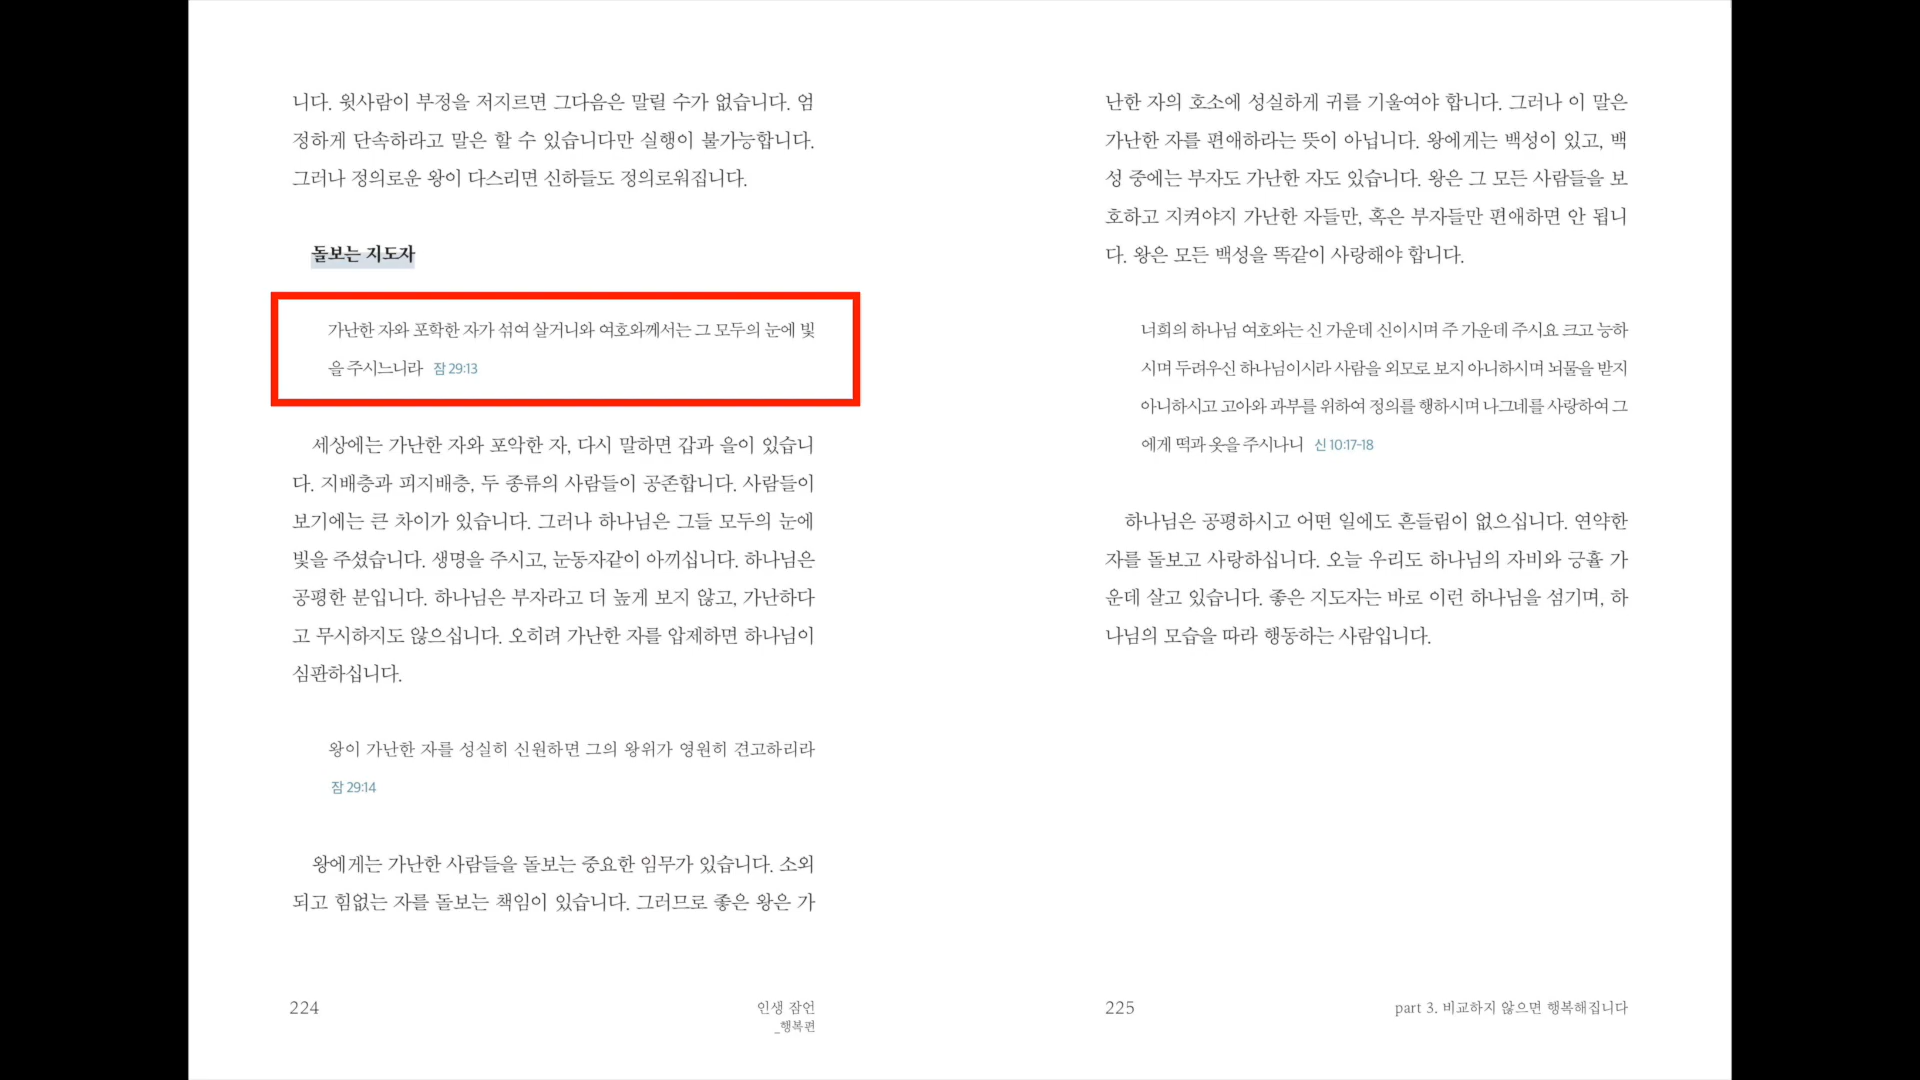 니다. 윗사람이 부정을 저지르면 그다음은 말릴 수가 없습니다. 엄
정하게 단속하라고 말은 할 수 있습니다만 실행이 불가능합니다.
그러나 정의로운 왕이 다스리면 신하들도 정의로워집니다.
돌보는 지도자
가난한 자와 포학한 자가 섞여 살거니와 여호와께서는 그 모두의 눈에 빛
을 주시느니라 잠 29:13
세상에는 가난한 자와 포악한 자, 다시 말하면 갑과 을이 있습니
다. 지배층과 피지배층, 두 종류의 사람들이 공존합니다. 사람들이
보기에는 큰 차이가 있습니다. 그러나 하나님은 그들 모두의 눈에
빛을 주셨습니다. 생명을 주시고, 눈동자같이 아끼십니다. 하나님은
공평한 분입니다. 하나님은 부자라고 더 높게 보지 않고, 가난하다
고 무시하지도 않으십니다. 오히려 가난한 자를 압제하면 하나님이
심판하십니다.
왕이 가난한 자를 성실히 신원하면 그의 왕위가 영원히 견고하리라
잠 29:14
왕에게는 가난한 사람들을 돌보는 중요한 임무가 있습니다. 소외
되고 힘없는 자를 돌보는 책임이 있습니다. 그러므로 좋은 왕은 가
224
인생 잠언
_행복편
난한 자의 호소에 성실하게 귀를 기울여야 합니다. 그러나 이 말은
가난한 자를 편애하라는 뜻이 아닙니다. 왕에게는 백성이 있고, 백
성 중에는 부자도 가난한 자도 있습니다. 왕은 그 모든 사람들을 보
호하고 지켜야지 가난한 자들만, 혹은 부자들만 편애하면 안 됩니
다. 왕은 모든 백성을 똑같이 사랑해야 합니다.
너희의 하나님 여호와는 신 가운데 신이시며 주 가운데 주시요 크고 능하
시며 두려우신 하나님이시라 사람을 외모로 보지 아니하시며 뇌물을 받지
아니하시고 고아와 과부를 위하여 정의를 행하시며 나그네를 사랑하여 그
에게 떡과 옷을 주시나니 신 10:17-18
하나님은 공평하시고 어떤 일에도 흔들림이 없으십니다. 연약한
자를 돌보고 사랑하십니다. 오늘 우리도 하나님의 자비와 긍휼 가
운데 살고 있습니다. 좋은 지도자는 바로 이런 하나님을 섬기며, 하
나님의 모습을 따라 행동하는 사람입니다.
225
part 3. 비교하지 않으면 행복해집니다